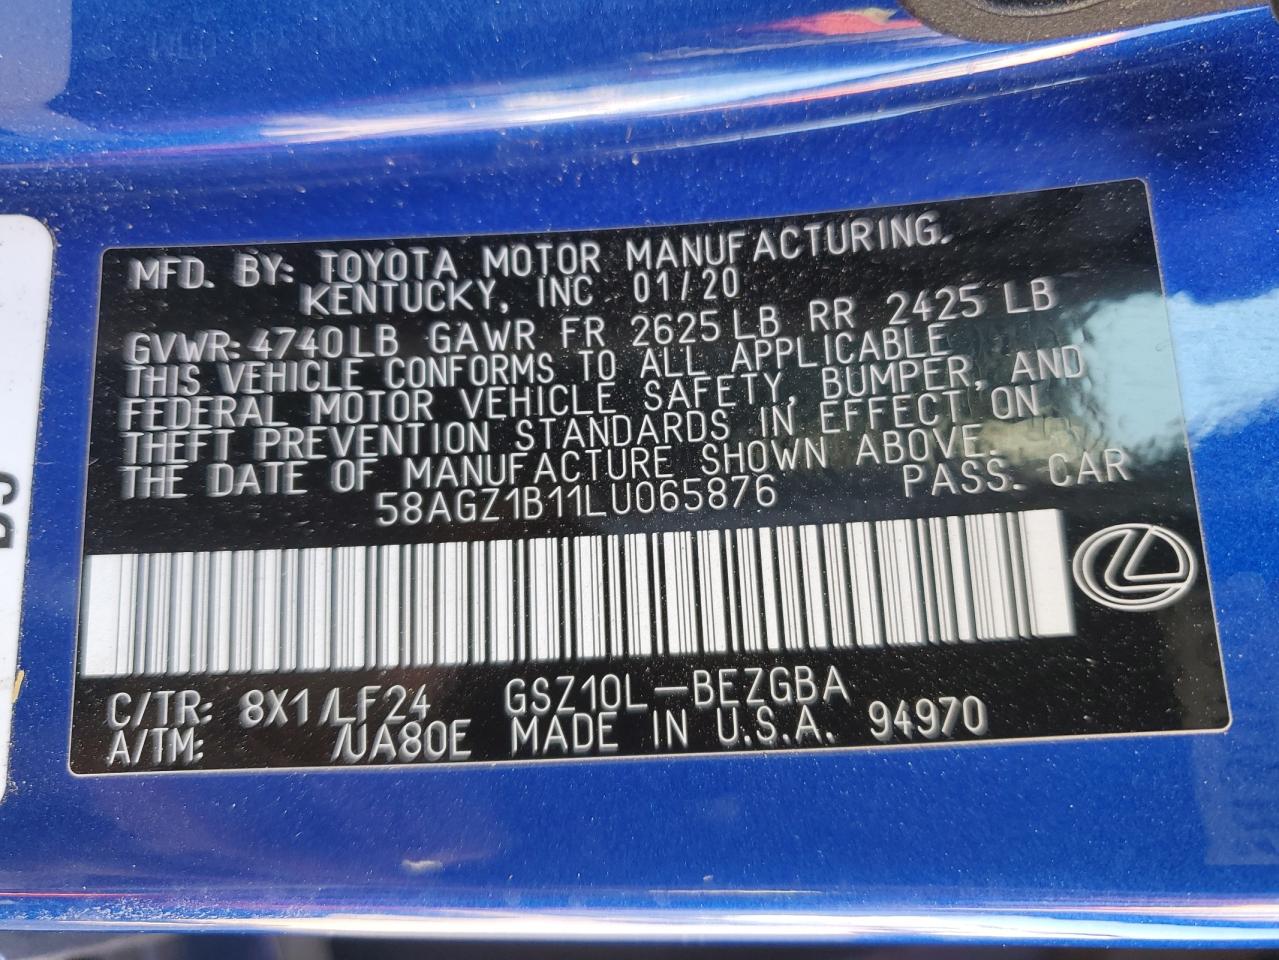 MFD. BY: TOYOTA MOTOR MANUFACTURING.
KENTUCKY, INC 01/20
GVWR: 4740LB GAWR FR 2625 LB RR 2425 LB
THIS VEHICLE CONFORMS TO ALL APPLICABLE
FEDERAL MOTOR VEHICLE SAFETY, BUMPER, AND
THEFT PREVENTION STANDARDS IN EFFECT ON
THE DATE OF MANUFACTURE SHOWN ABOVE.
58AGZ1B11LU065876 PASS. CAR
C/TR: 8X1/LF24 GSZ10L-BEZGBA
A/TM: /UA80E MADE IN U.S.A. 94970